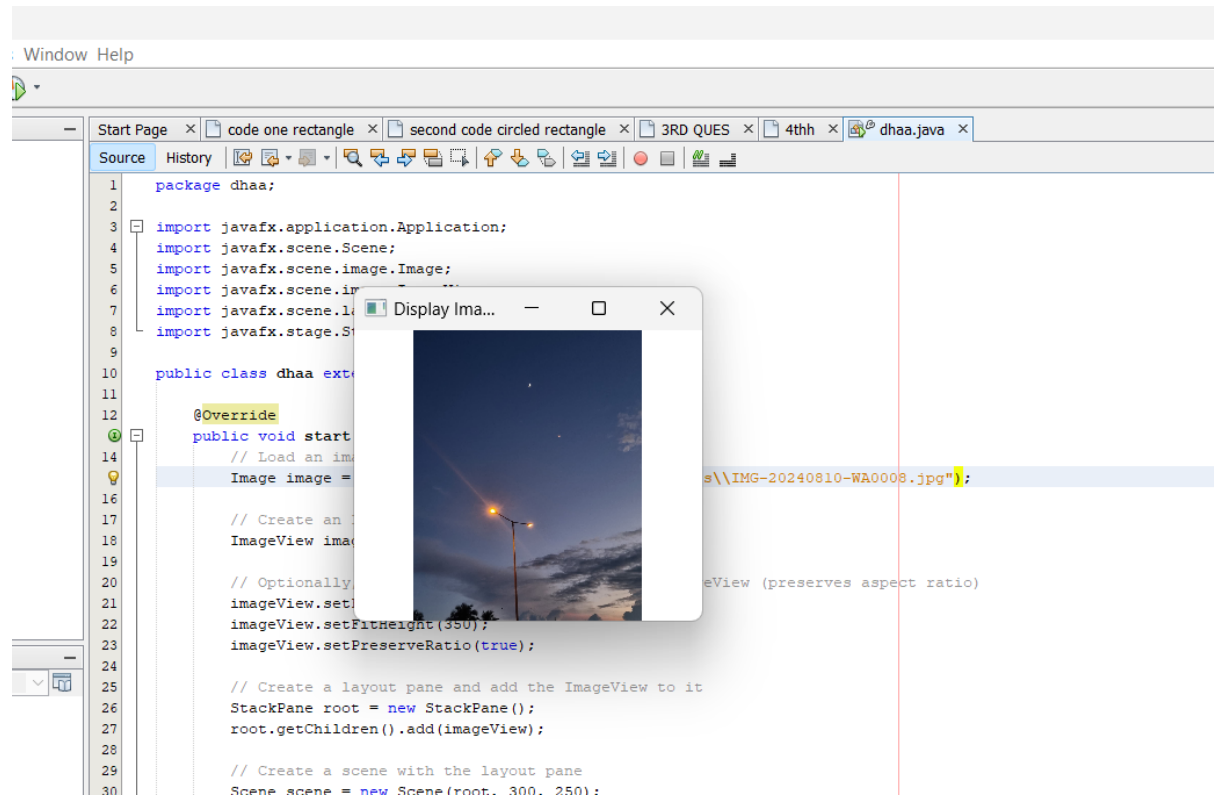 Window Help
Start Page code one rectangle second code circled rectangle 3RD QUES 4thh dhaa.java
Source History
1 package dhaa;
2
3 import javafx.application.Application;
4 import javafx.scene.Scene;
5 import javafx.scene.image.Image;
6 import javafx.scene.im
7 import javafx.scene.la
8 import javafx.stage.St
9
10 public class dhaa exte
11
12 @Override
public void start
14 // Load an ima
Image image = s\\IMG-20240810-WA0008.jpg");
16
17 // Create an I
18 ImageView imag
19
20 // Optionally, eView (preserves aspect ratio)
21 imageView.setF
22 imageView.setFitHeight(350);
23 imageView.setPreserveRatio(true);
24
25 // Create a layout pane and add the ImageView to it
26 StackPane root = new StackPane();
27 root.getChildren().add(imageView);
28
29 // Create a scene with the layout pane
30 Scene scene = new Scene(root, 300, 250);
Display Ima...